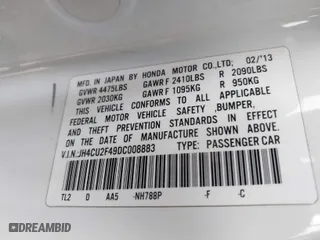 MFD. IN JAPAN BY HONDA MOTOR CO.,LTD. 02/'13
GVWR 4475LBS GAWR F 2410LBS R 2090LBS
GVWR 2030KG GAWR F 1095KG R 950KG
THIS VEHICLE CONFORMS TO ALL APPLICABLE
FEDERAL MOTOR VEHICLE SAFETY ,BUMPER,
AND THEFT PREVENTION STANDARDS IN EFFECT
ON THE DATE OF MANUFACTURE SHOWN ABOVE.
V.I.N:JH4CU2F49DC008883 TYPE: PASSENGER CAR
TL2 0 AA5 -NH788P -F -C
© DREAMBID
DREAMBID.COM